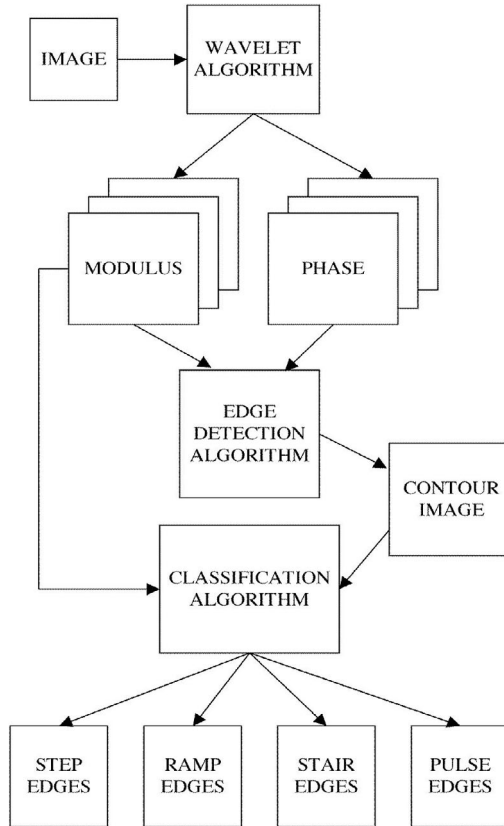 IMAGE
WAVELET
ALGORITHM
MODULUS
PHASE
EDGE
DETECTION
ALGORITHM
CONTOUR
IMAGE
CLASSIFICATION
ALGORITHM
STEP
EDGES
RAMP
EDGES
STAIR
EDGES
PULSE
EDGES